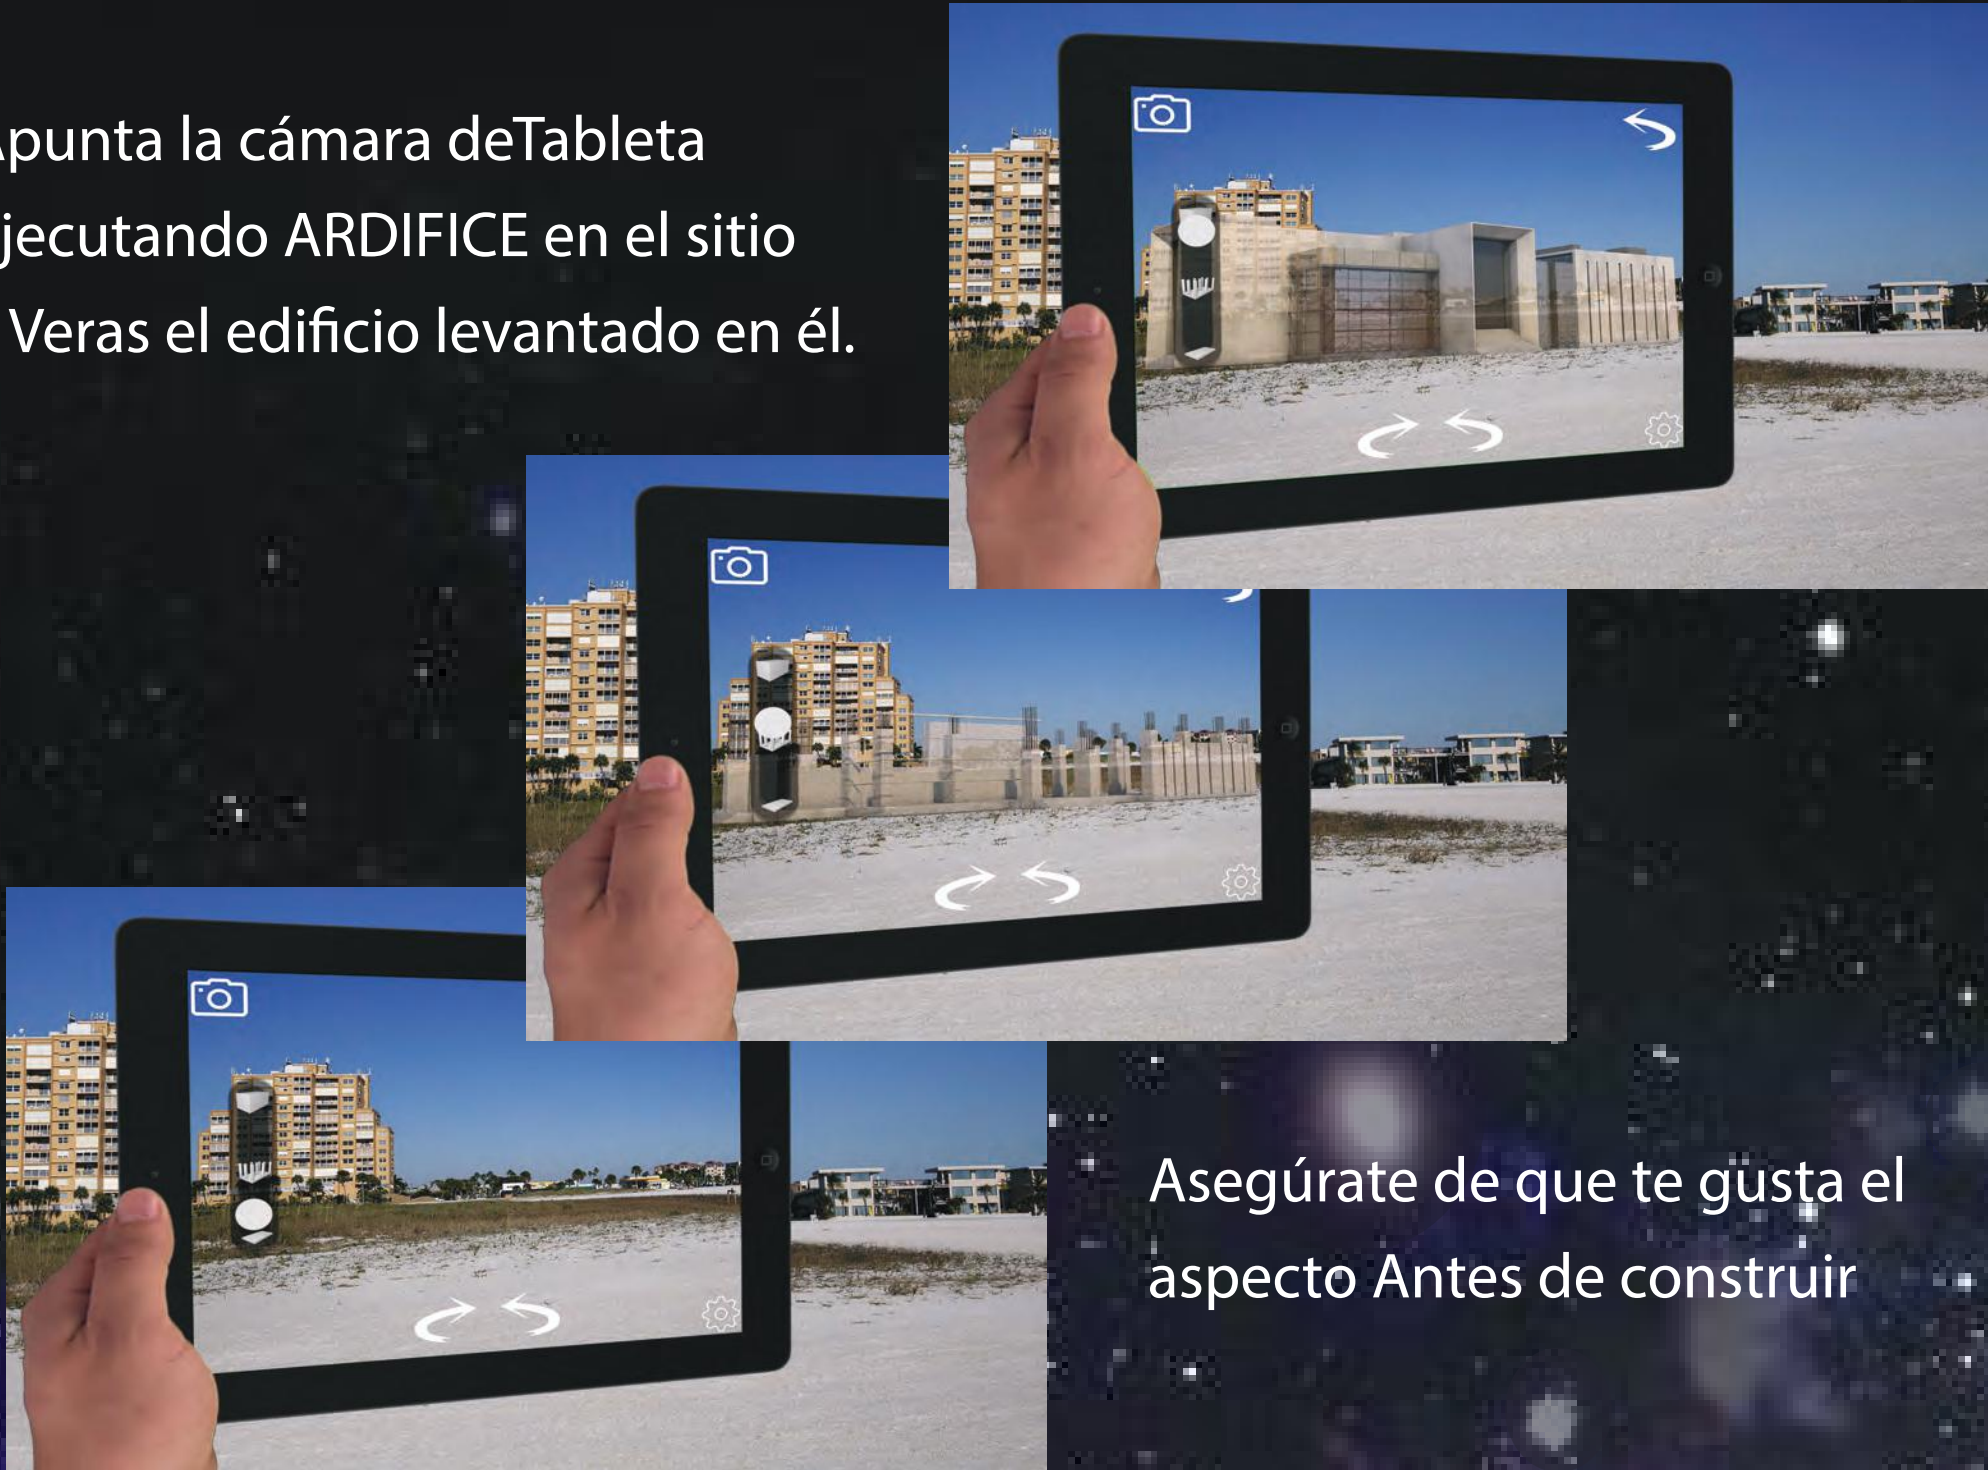 Apunta la cámara deTableta
jecutando ARDIFICE en el sitio
Veras el edificio levantado en él.
Asegúrate de que te gusta el
aspecto Antes de construir